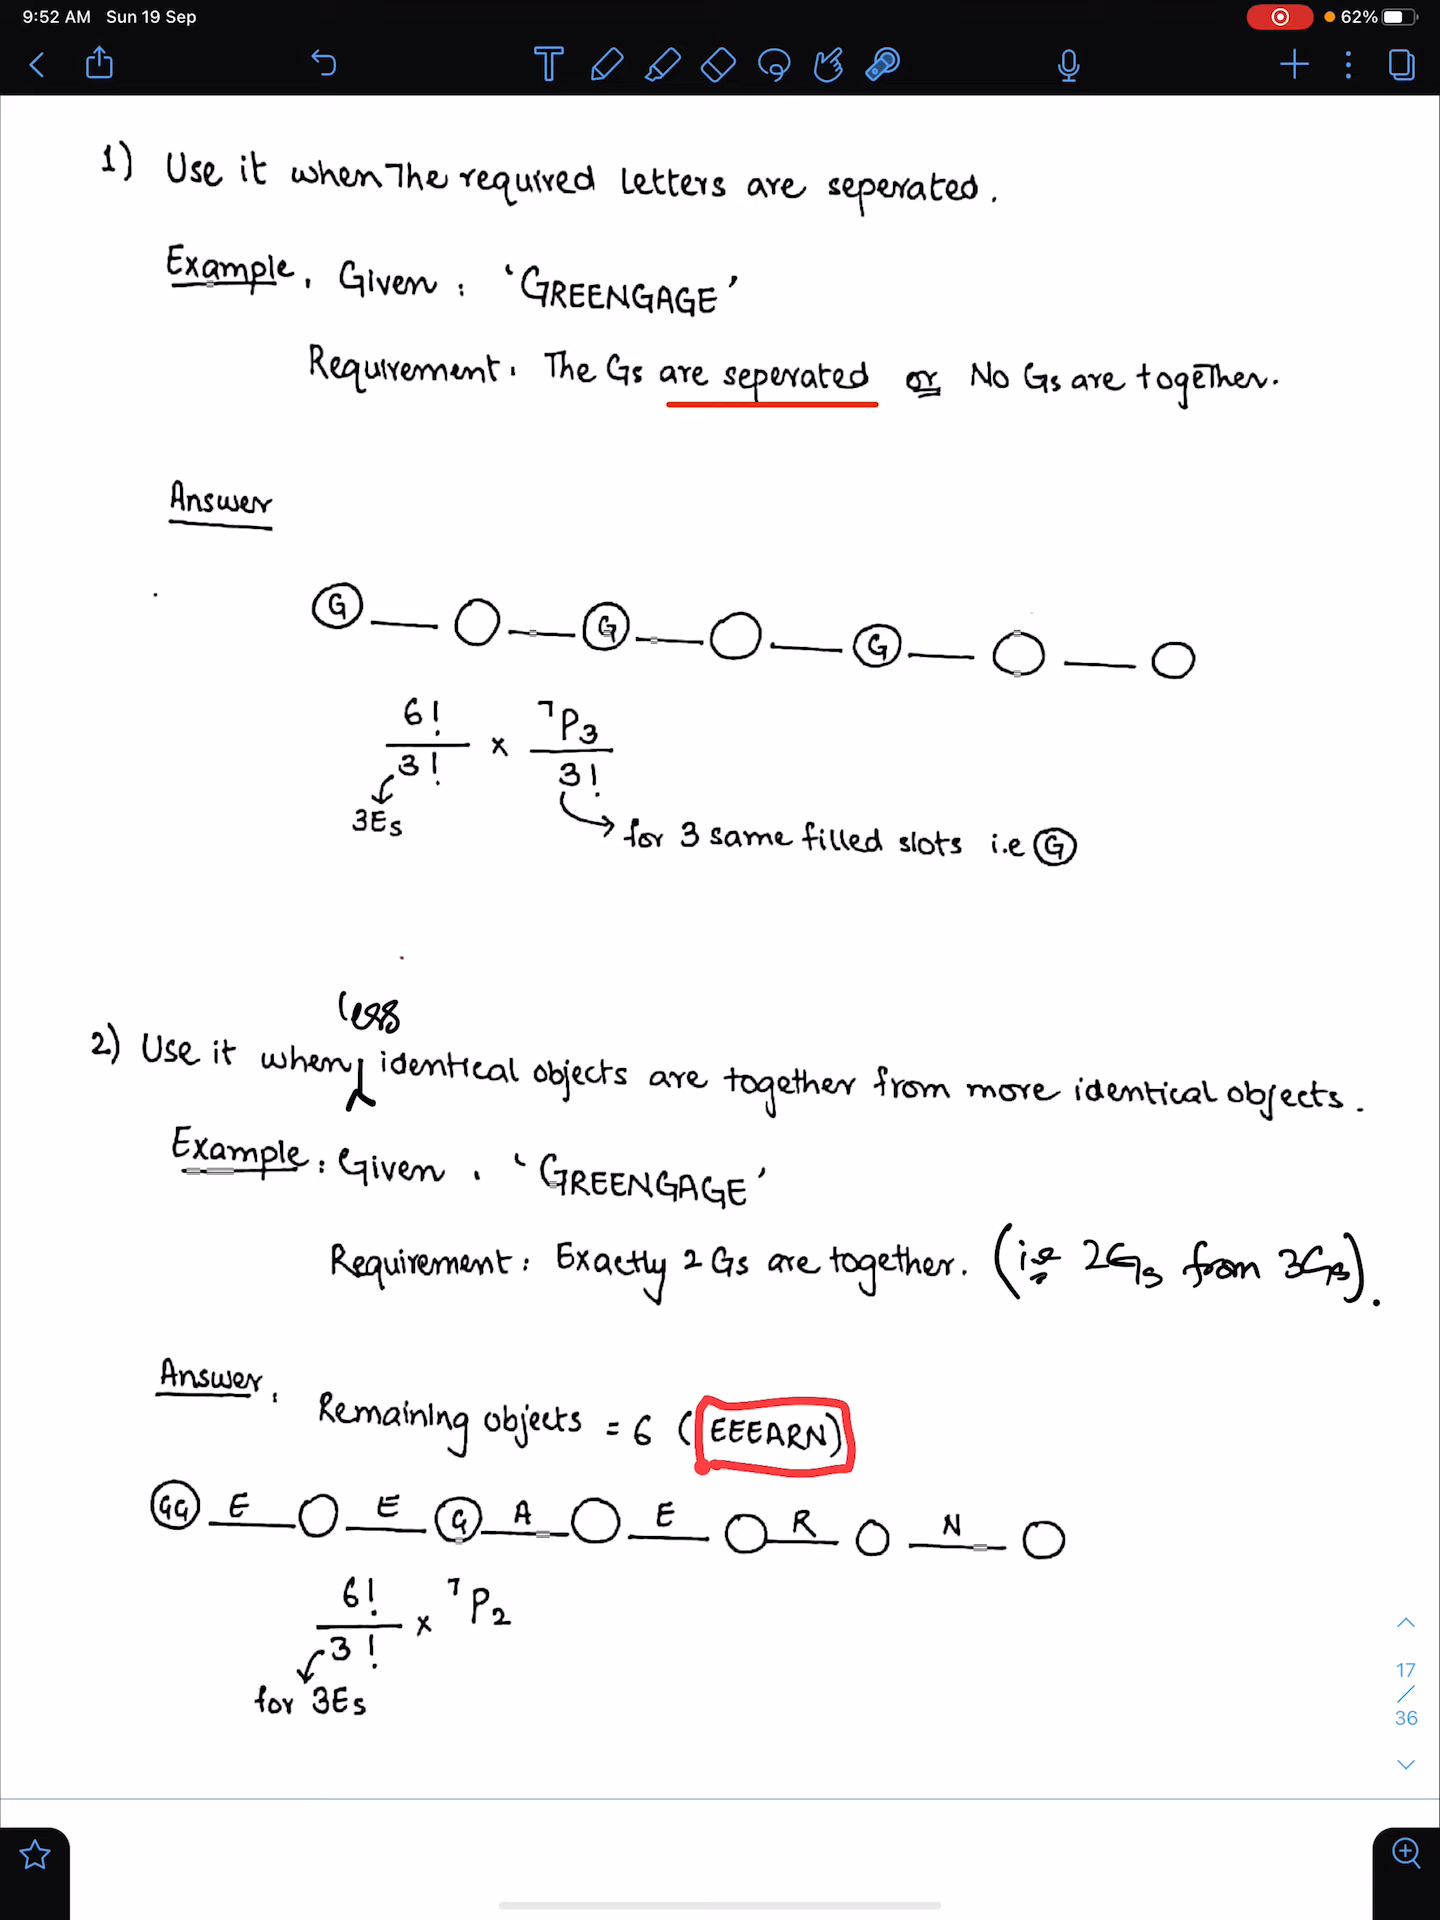 9:52 AM Sun 19 Sep 62%
1) Use it when The required letters are seperated.
Example. Given: 'GREENGAGE'
Requirement: The Gs are seperated or No Gs are together.
Answer
G G G
6! ⁷P₃
x
3! 3!
3Es
for 3 same filled slots i.e G
less
2) Use it when identical objects are together from more identical objects.
Example: Given. 'GREENGAGE'
Requirement: Exactly 2 Gs are together. (i.e 2Gs from 3Gs).
Answer.
Remaining objects = 6 (EEEARN)
GG E E G A E R N
6! x ⁷P₂
3!
for 3Es
17
/
36